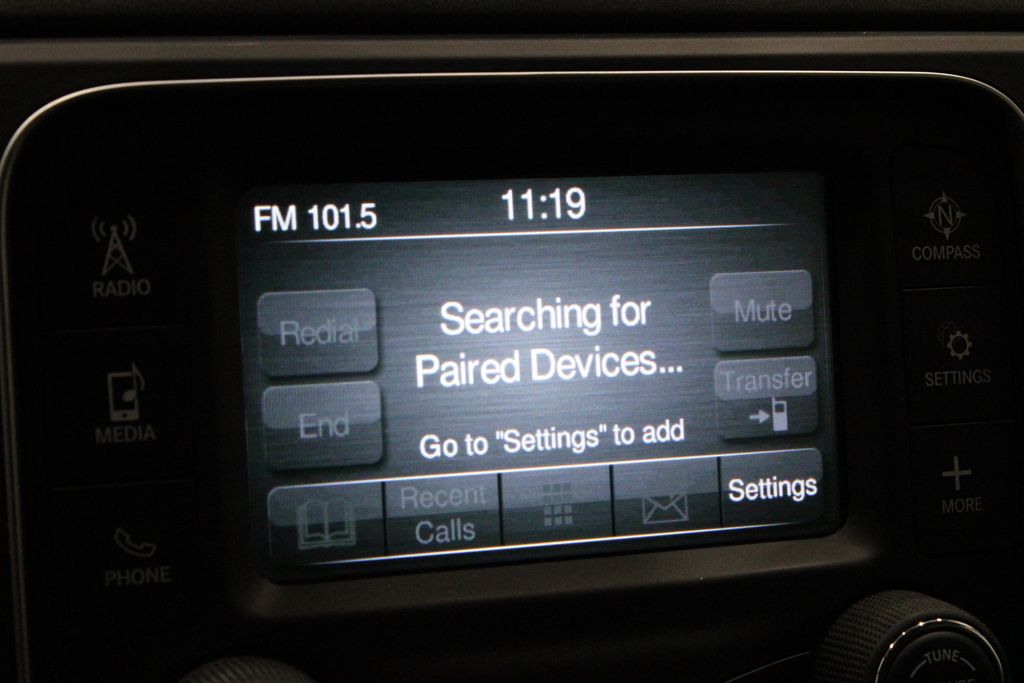 FM 101.5
11:19
RADIO
MEDIA
PHONE
Redial
End
Searching for
Paired Devices...
Go to "Settings" to add
Mute
Transfer
Recent
Calls
Settings
N
COMPASS
SETTINGS
MORE
TUNE